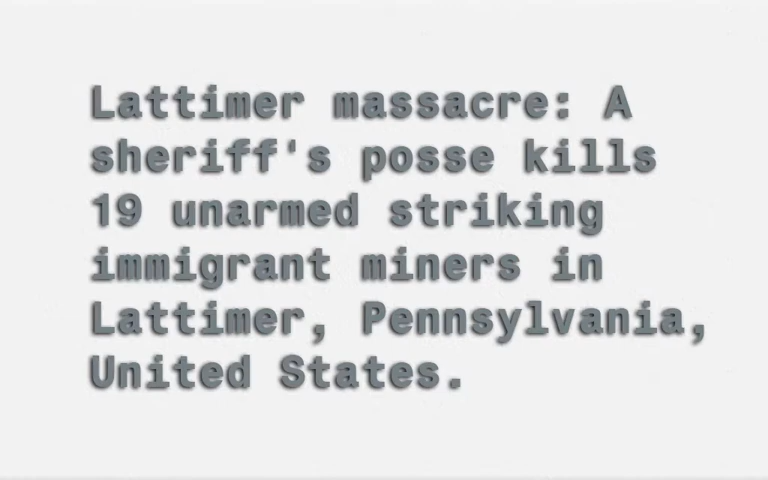 Lattimer massacre: A
sheriff's posse kills
19 unarmed striking
immigrant miners in
Lattimer, Pennsylvania,
United States.